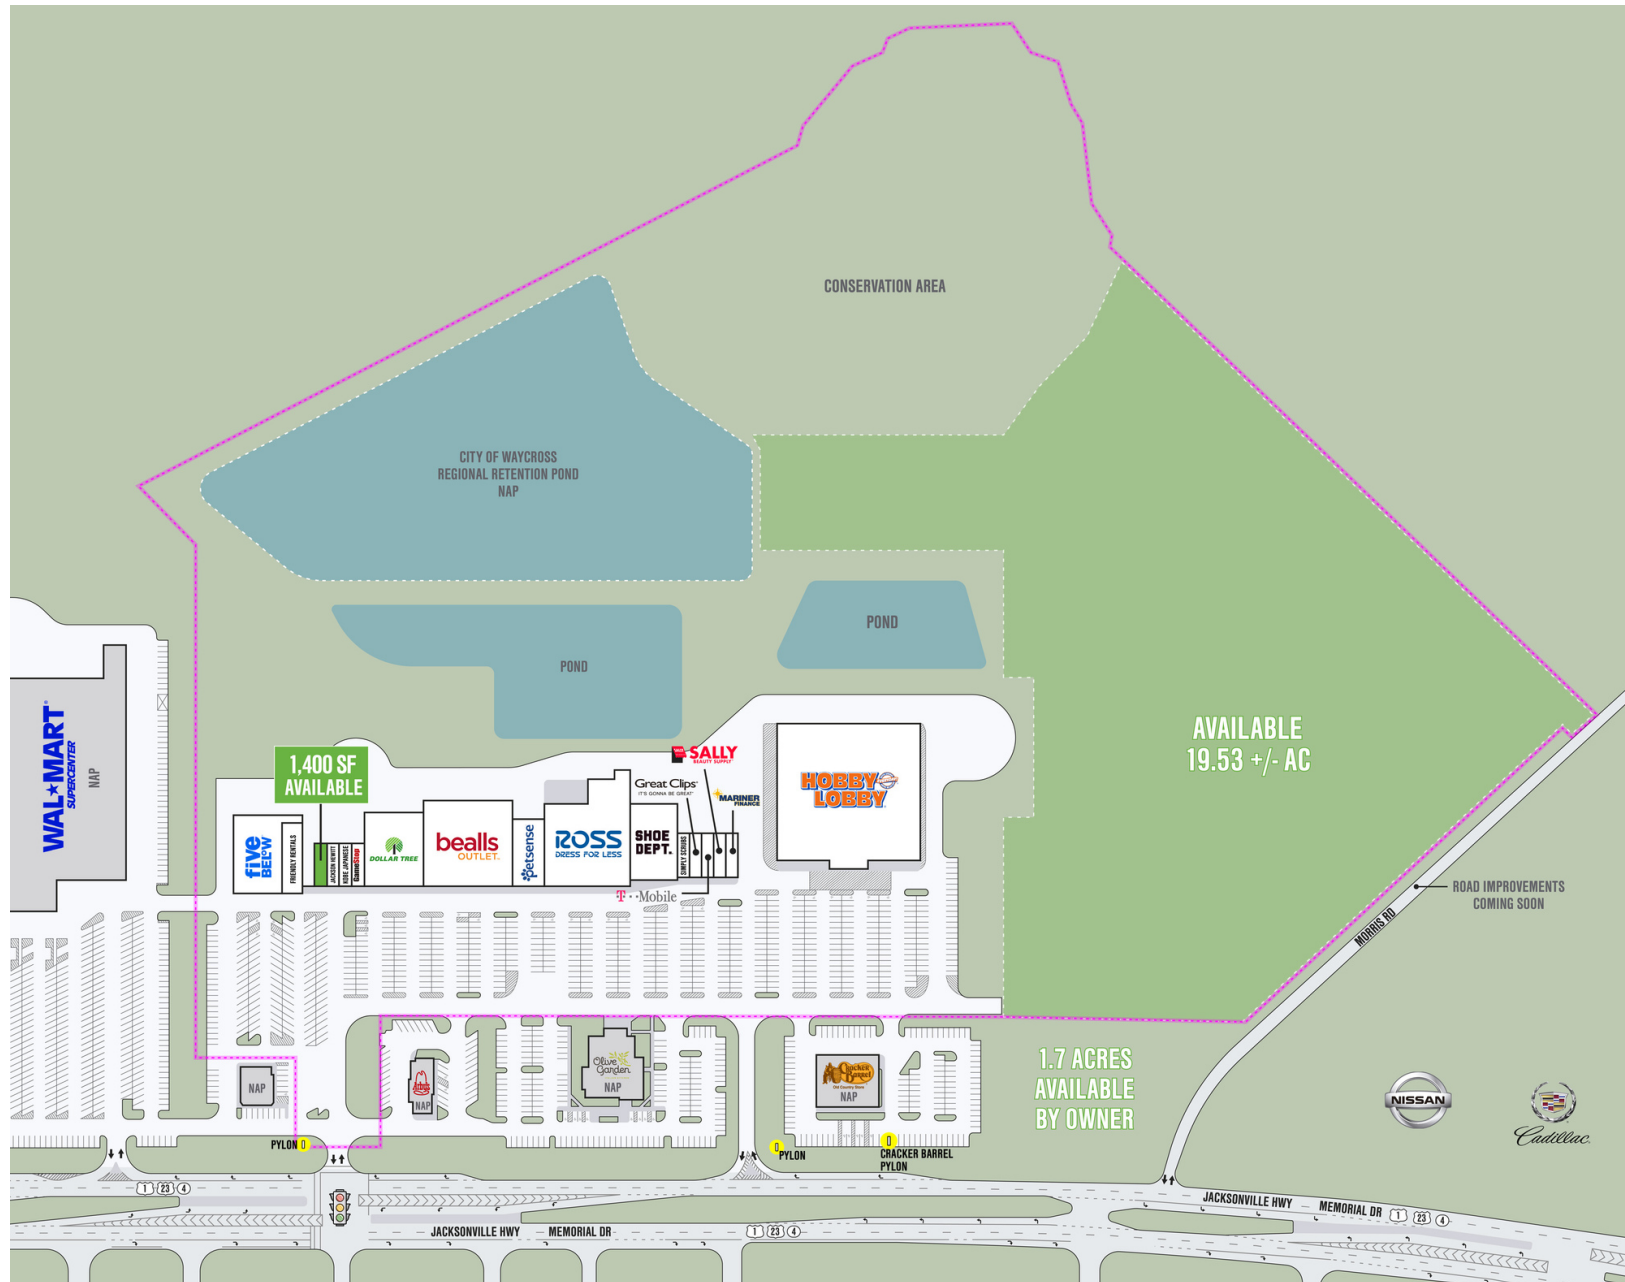 CONSERVATION AREA
CITY OF WAYCROSS
REGIONAL RETENTION POND
NAP
POND
POND
WAL★MART
SUPERCENTER
NAP
AVAILABLE
19.53 +/- AC
1,400 SF
AVAILABLE
SALLY
BEAUTY SUPPLY
Great Clips
IT'S GONNA BE GREAT
MARINER
FINANCE
HOBBY
LOBBY
five
BELOW
FRIENDLY RENTALS
JACKSON HEWITT
KOBE JAPANESE
GameStop
DOLLAR TREE
bealls
OUTLET.
petsense
ROSS
DRESS FOR LESS
SHOE
DEPT.
SIMPLY SCRUBS
T··Mobile
ROAD IMPROVEMENTS
COMING SOON
MORRIS RD
NAP
NAP
Olive
Garden
NAP
Cracker
Barrel
Old Country Store
NAP
1.7 ACRES
AVAILABLE
BY OWNER
NISSAN
Cadillac
PYLON
PYLON
CRACKER BARREL
PYLON
1 23 4
JACKSONVILLE HWY MEMORIAL DR
1 23 4
JACKSONVILLE HWY MEMORIAL DR 1 23 4